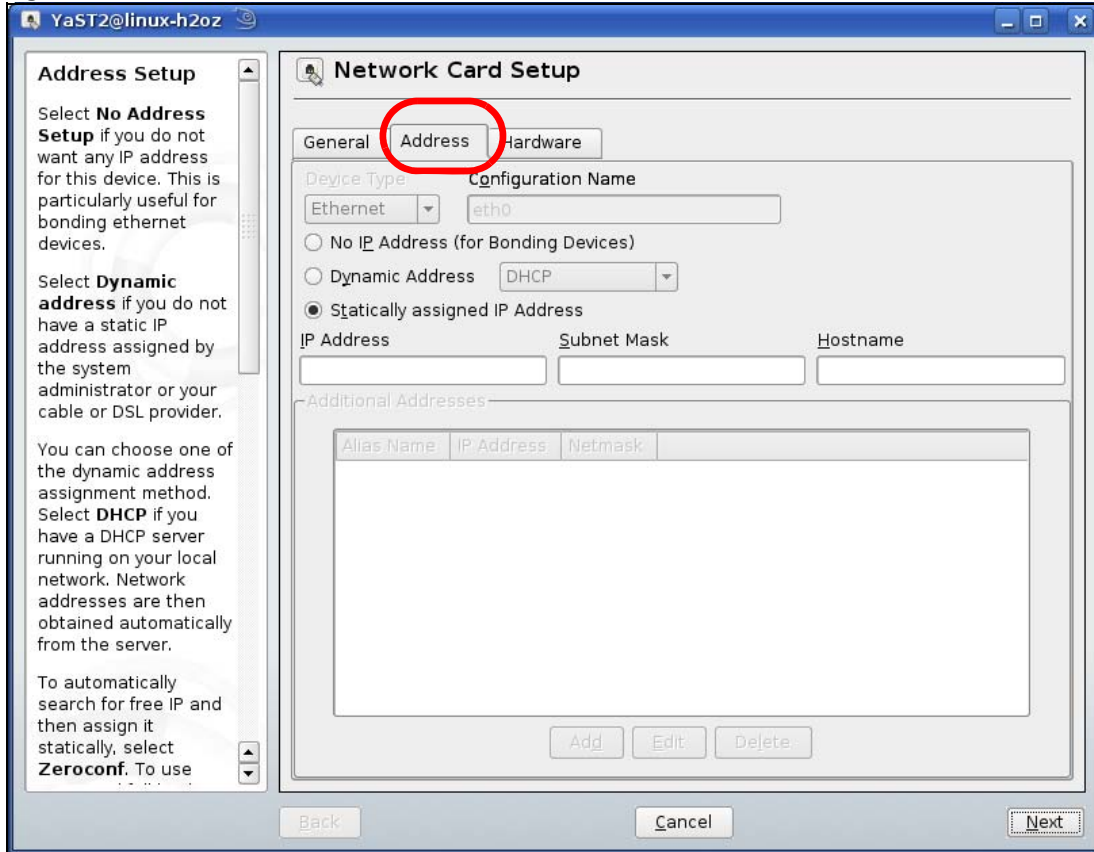 YaST2@linux-h2oz
Address Setup
Select No Address
Setup if you do not
want any IP address
for this device. This is
particularly useful for
bonding ethernet
devices.
Select Dynamic
address if you do not
have a static IP
address assigned by
the system
administrator or your
cable or DSL provider.
You can choose one of
the dynamic address
assignment method.
Select DHCP if you
have a DHCP server
running on your local
network. Network
addresses are then
obtained automatically
from the server.
To automatically
search for free IP and
then assign it
statically, select
Zeroconf. To use
Network Card Setup
General Address Hardware
Device Type Configuration Name
Ethernet eth0
No IP Address (for Bonding Devices)
Dynamic Address DHCP
Statically assigned IP Address
IP Address Subnet Mask Hostname
Additional Addresses
Alias Name IP Address Netmask
Add Edit Delete
Back Cancel Next